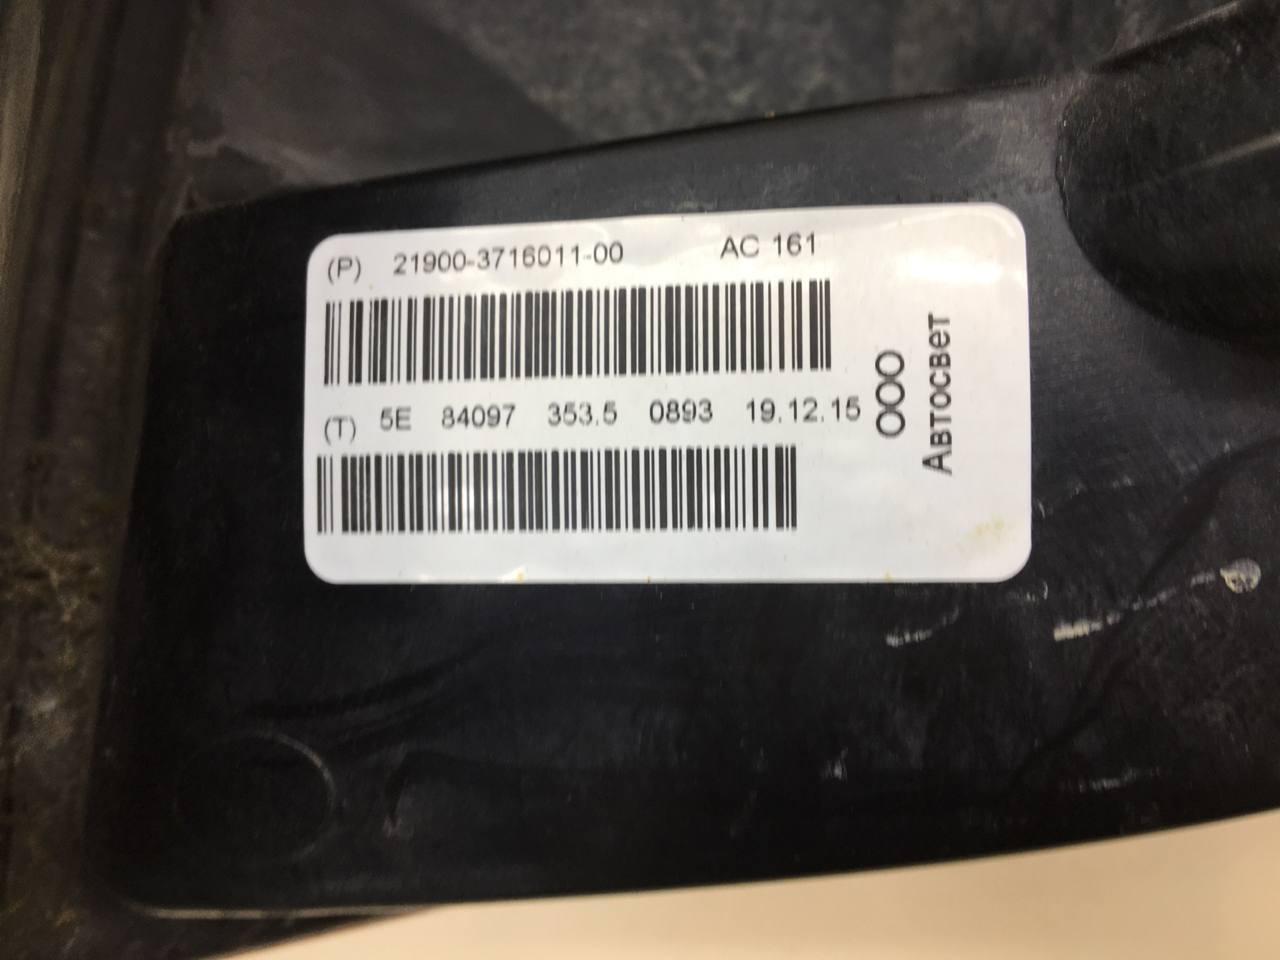 (P) 21900-3716011-00 AC 161
(T) 5E 84097 353.5 0893 19.12.15
ООО
Автосвет